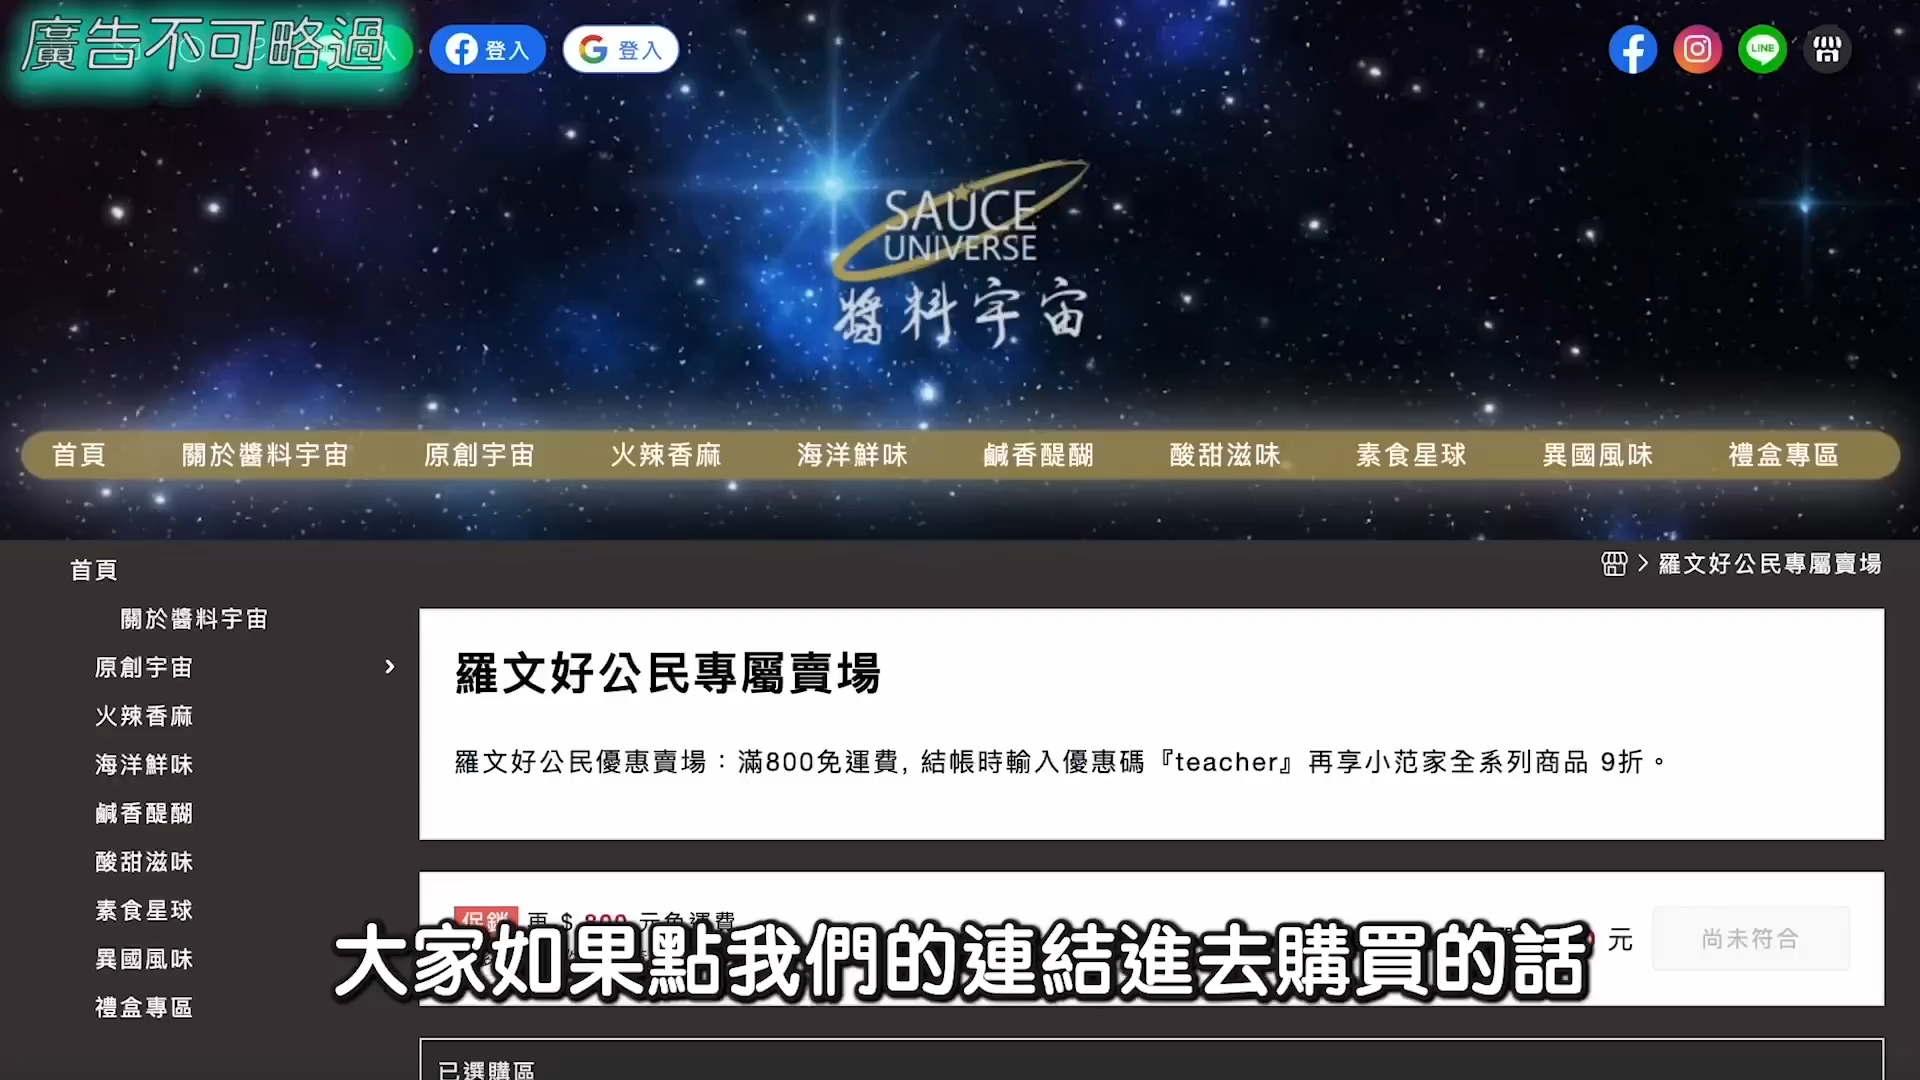 廣告不可略過
登入
登入
LINE
SAUCE
UNIVERSE
醬料宇宙
首頁 關於醬料宇宙 原創宇宙 火辣香麻 海洋鮮味 鹹香醍醐 酸甜滋味 素食星球 異國風味 禮盒專區
首頁
羅文好公民專屬賣場
關於醬料宇宙
原創宇宙
火辣香麻
海洋鮮味
鹹香醍醐
酸甜滋味
素食星球
異國風味
禮盒專區
羅文好公民專屬賣場
羅文好公民優惠賣場：滿800免運費, 結帳時輸入優惠碼『teacher』再享小范家全系列商品 9折。
促銷 再 $ 800 元免運費
元
尚未符合
大家如果點我們的連結進去購買的話
已選購區